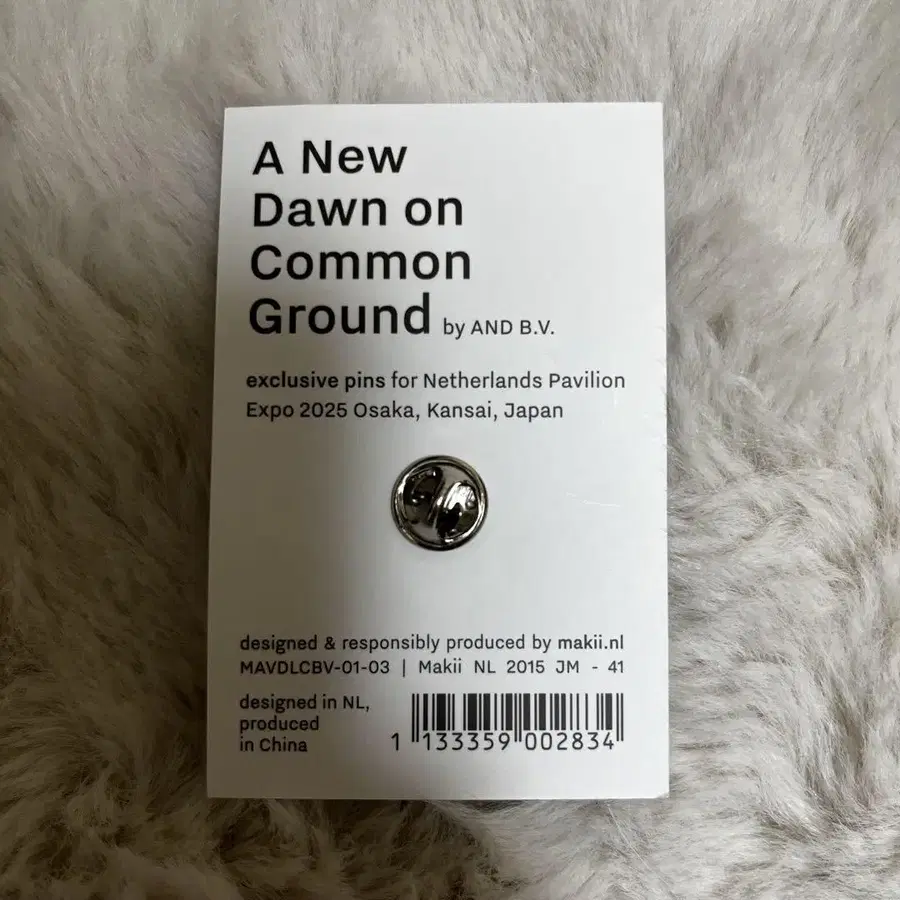 A New
Dawn on
Common
Ground by AND B.V.
exclusive pins for Netherlands Pavilion
Expo 2025 Osaka, Kansai, Japan
designed & responsibly produced by makii.nl
MAVDLCBV-01-03 | Makii NL 2015 JM - 41
designed in NL,
produced
in China
1 133359 002834